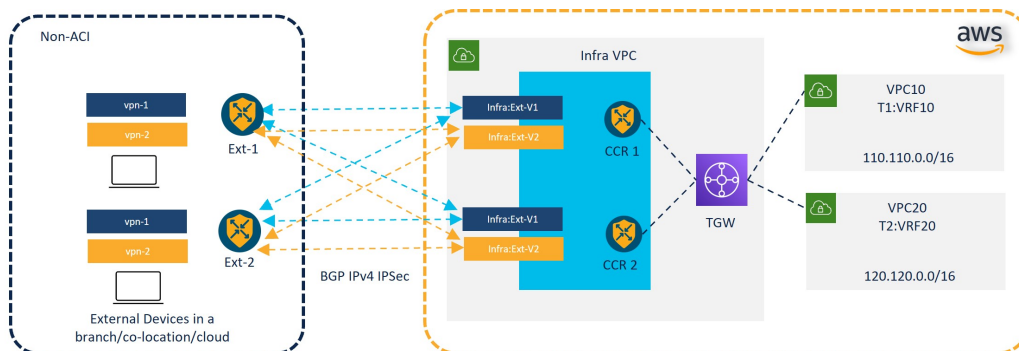 Non-ACI
vpn-1
vpn-2
Ext-1
vpn-1
vpn-2
Ext-2
External Devices in a
branch/co-location/cloud
BGP IPv4 IPSec
aws
Infra VPC
Infra:Ext-V1
Infra:Ext-V2
CCR 1
Infra:Ext-V1
Infra:Ext-V2
CCR 2
TGW
VPC10
T1:VRF10
110.110.0.0/16
VPC20
T2:VRF20
120.120.0.0/16